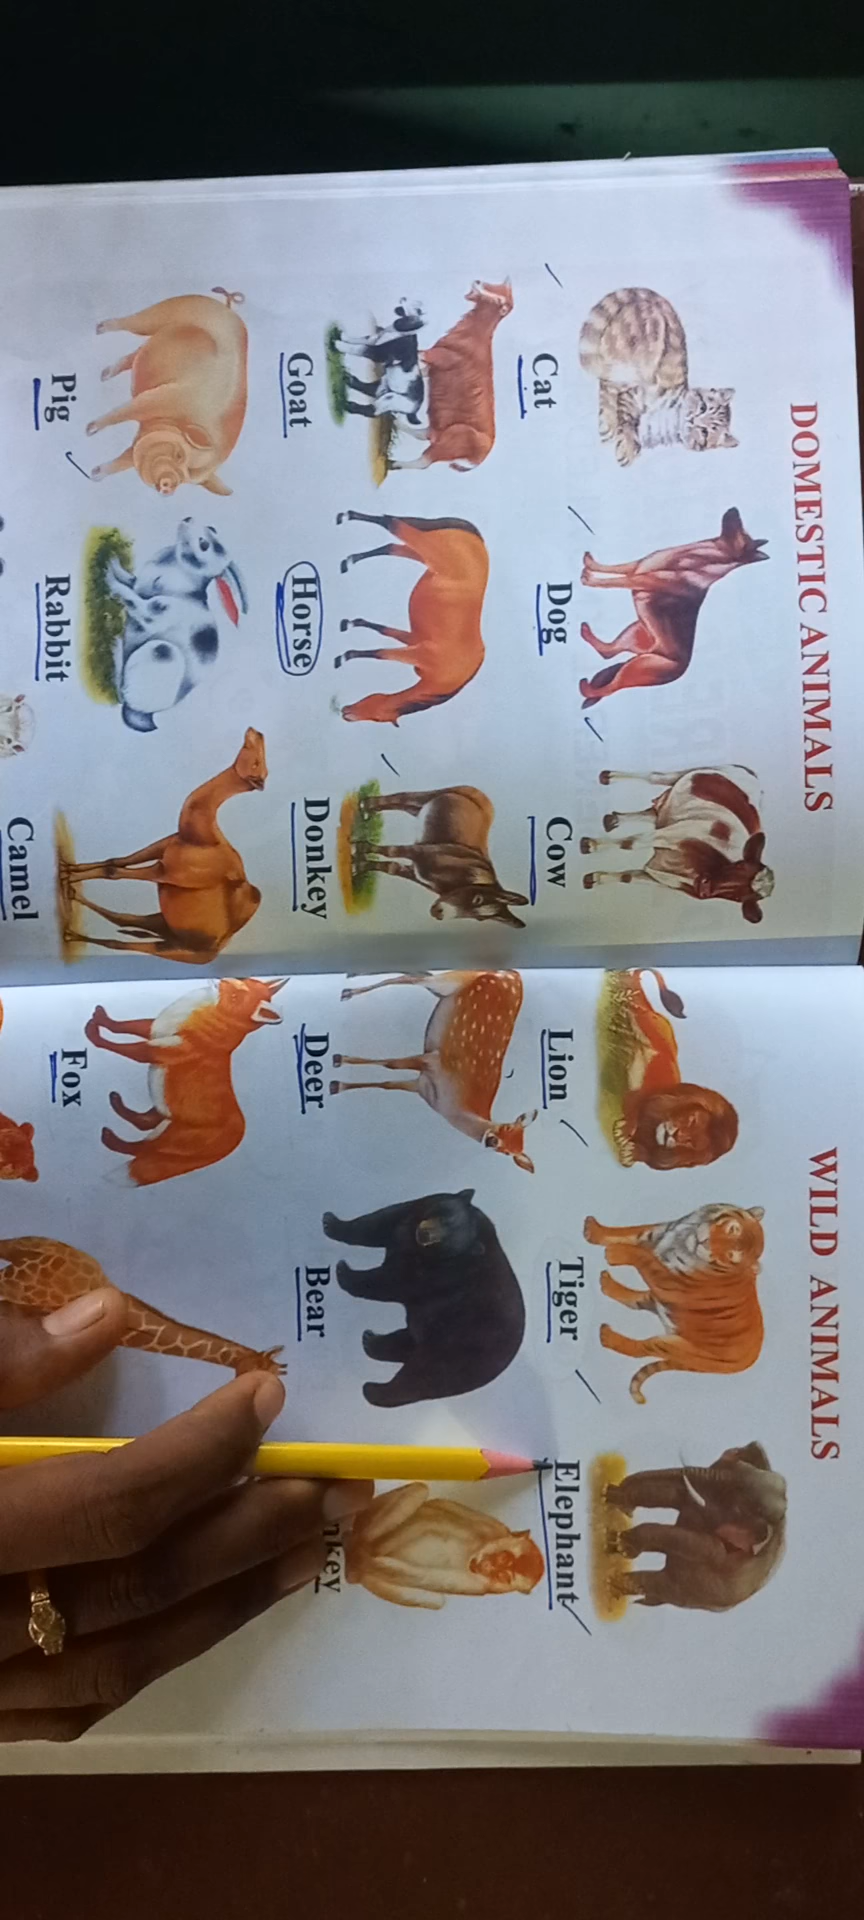 DOMESTIC ANIMALS
Cat Dog Cow
Goat Horse Donkey
Pig Rabbit Camel
WILD ANIMALS
Lion Tiger Elephant
Deer Bear nkey
Fox